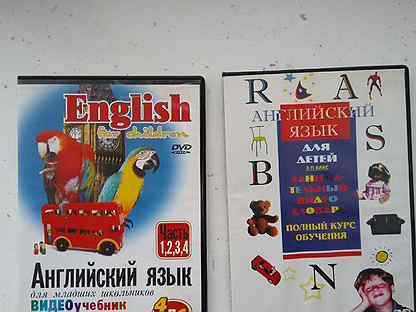 English
for children
DVD
Часть
1,2,3,4
Английский язык
для младших школьников
ВИДЕОучебник
R A S
B
N
АНГЛИЙСКИЙ
ЯЗЫК
ДЛЯ
ДЕТЕЙ
ПОЛНЫЙ КУРС
ОБУЧЕНИЯ